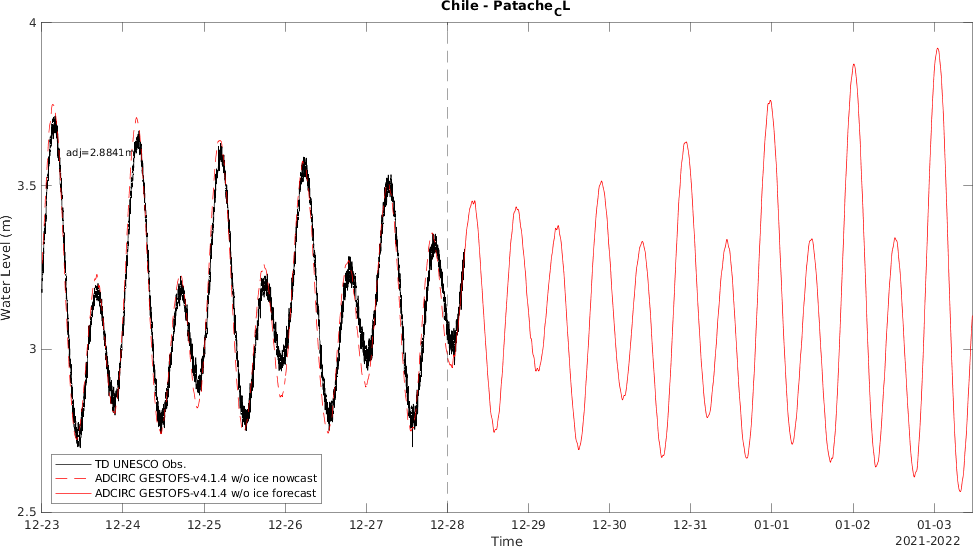 Chile - Patache_CL
4
3.5
3
2.5
Water Level (m)
adj=2.8841m
TD UNESCO Obs.
ADCIRC GESTOFS-v4.1.4 w/o ice nowcast
ADCIRC GESTOFS-v4.1.4 w/o ice forecast
12-23 12-24 12-25 12-26 12-27 12-28 12-29 12-30 12-31 01-01 01-02 01-03
Time
2021-2022